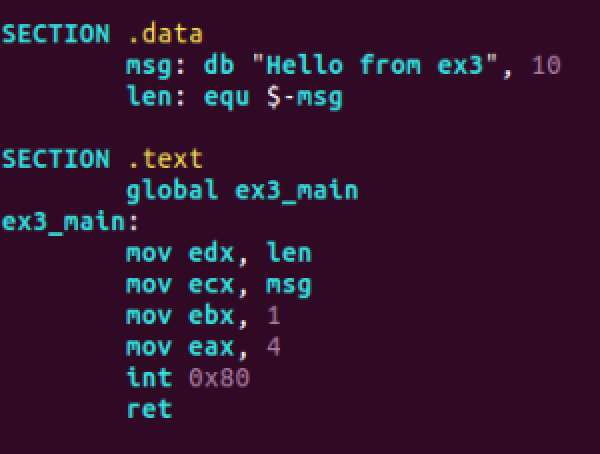 SECTION .data
msg: db "Hello from ex3", 10
len: equ $-msg
SECTION .text
global ex3_main
ex3_main:
mov edx, len
mov ecx, msg
mov ebx, 1
mov eax, 4
int 0x80
ret